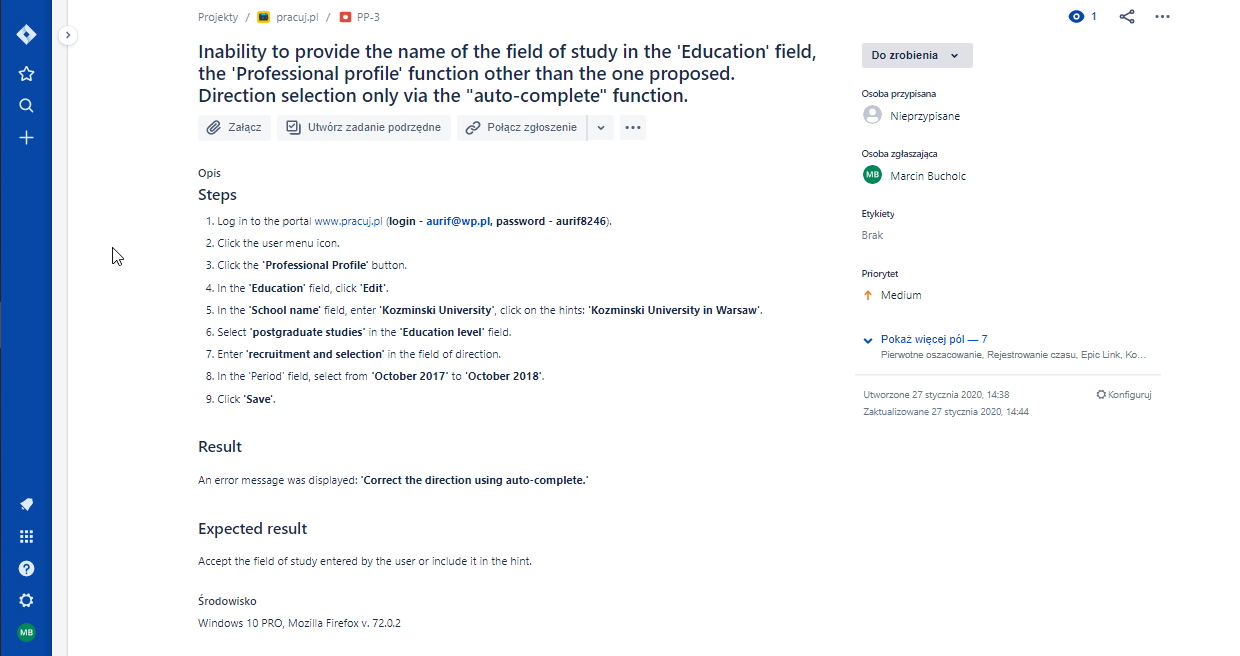 Projekty / pracuj.pl / PP-3
1
Inability to provide the name of the field of study in the 'Education' field,
the 'Professional profile' function other than the one proposed.
Direction selection only via the "auto-complete" function.
Załącz
Utwórz zadanie podrzędne
Połącz zgłoszenie
Opis
Steps
1. Log in to the portal www.pracuj.pl (login - aurif@wp.pl, password - aurif8246).
2. Click the user menu icon.
3. Click the 'Professional Profile' button.
4. In the 'Education' field, click 'Edit'.
5. In the 'School name' field, enter 'Kozminski University', click on the hints: 'Kozminski University in Warsaw'.
6. Select 'postgraduate studies' in the 'Education level' field.
7. Enter 'recruitment and selection' in the field of direction.
8. In the 'Period' field, select from 'October 2017' to 'October 2018'.
9. Click 'Save'.
Result
An error message was displayed: 'Correct the direction using auto-complete.'
Expected result
Accept the field of study entered by the user or include it in the hint.
Środowisko
Windows 10 PRO, Mozilla Firefox v. 72.0.2
Do zrobienia
Osoba przypisana
Nieprzypisane
Osoba zgłaszająca
MB Marcin Bucholc
Etykiety
Brak
Priorytet
Medium
Pokaż więcej pól — 7
Pierwotne oszacowanie, Rejestrowanie czasu, Epic Link, Ko...
Utworzone 27 stycznia 2020, 14:38
Konfiguruj
Zaktualizowane 27 stycznia 2020, 14:44
MB